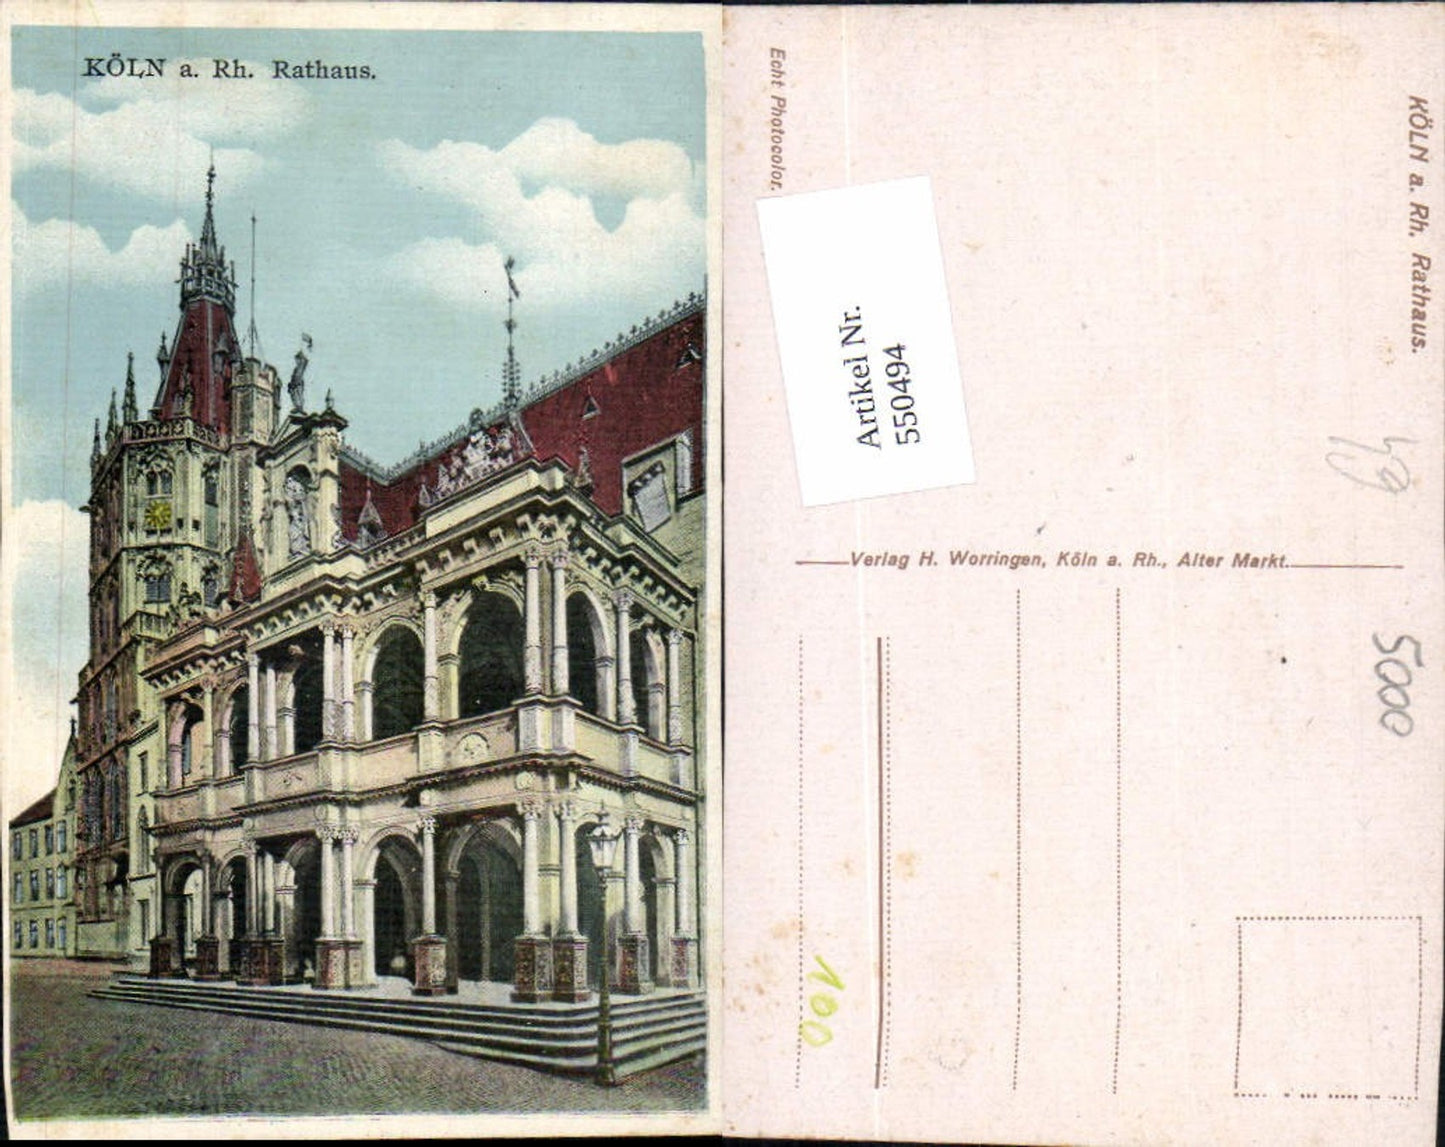 KÖLN a. Rh. Rathaus.
Echt Photocolor.
KÖLN a. Rh. Rathaus.
Artikel Nr.
550494
49
Verlag H. Worringen, Köln a. Rh., Alter Markt.
5000
100